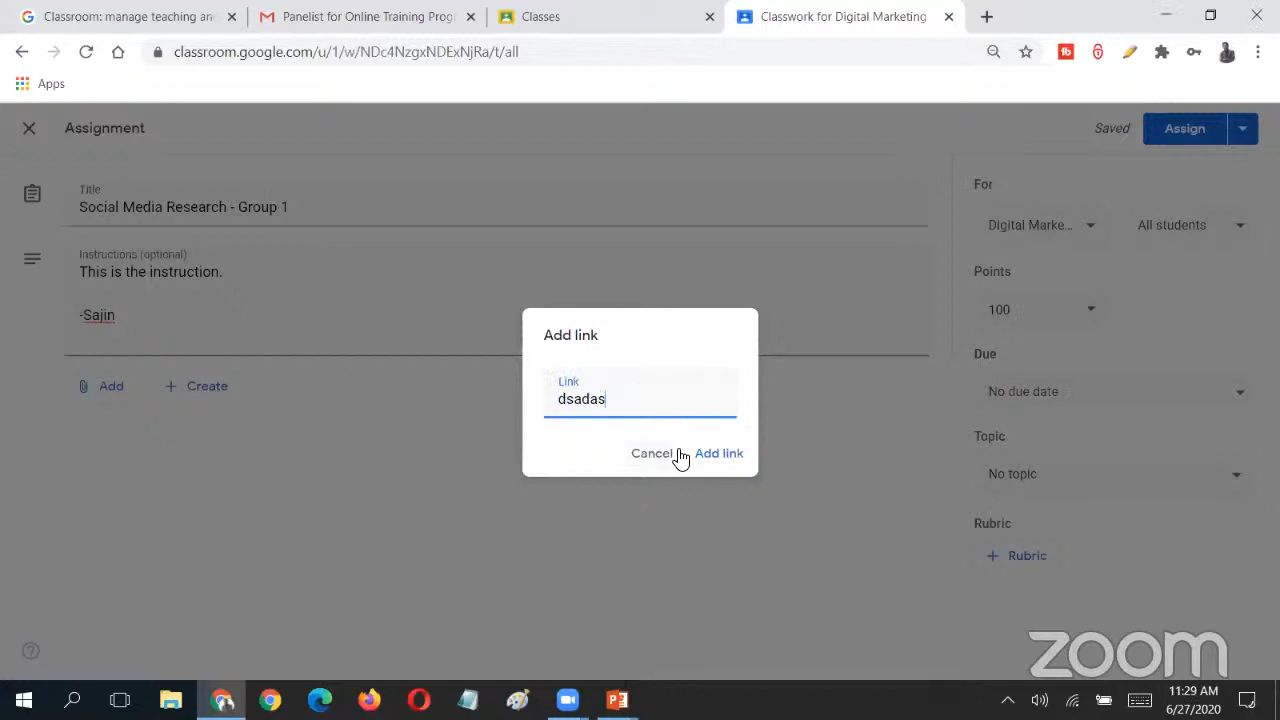 Classroom: manage teaching an
Panelist for Online Training Prog
Classes
Classwork for Digital Marketing
classroom.google.com/u/1/w/NDc4NzgxNDExNjRa/t/all
Apps
Assignment
Saved
Assign
Title
Social Media Research - Group 1
Instructions (optional)
This is the instruction.
-Sajin
Add
Create
Add link
Link
dsadas
Cancel
Add link
For
Digital Marke...
All students
Points
100
Due
No due date
Topic
No topic
Rubric
Rubric
zoom
11:29 AM
6/27/2020